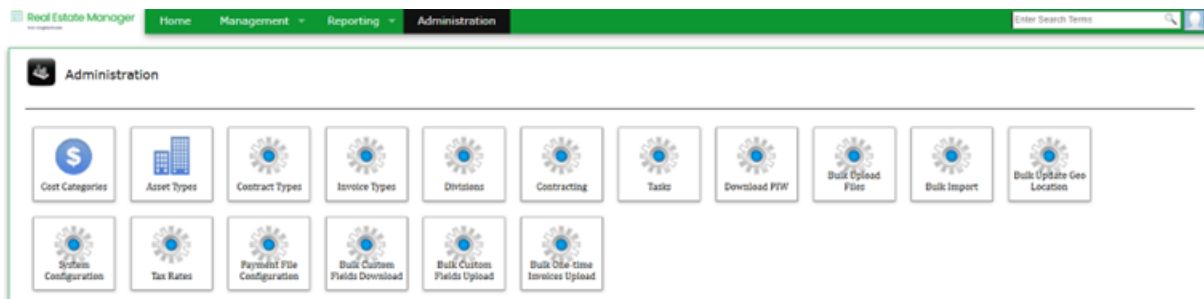 Real Estate Manager
Home
Management
Reporting
Administration
Enter Search Terms
Administration
Cost Categories
Asset Types
Contract Types
Invoice Types
Divisions
Contracting
Tasks
Download PIW
Bulk Upload
Files
Bulk Import
Bulk Update Geo
Location
System
Configuration
Tax Rates
Payment File
Configuration
Bulk Custom
Fields Download
Bulk Custom
Fields Upload
Bulk One-time
Invoices Upload